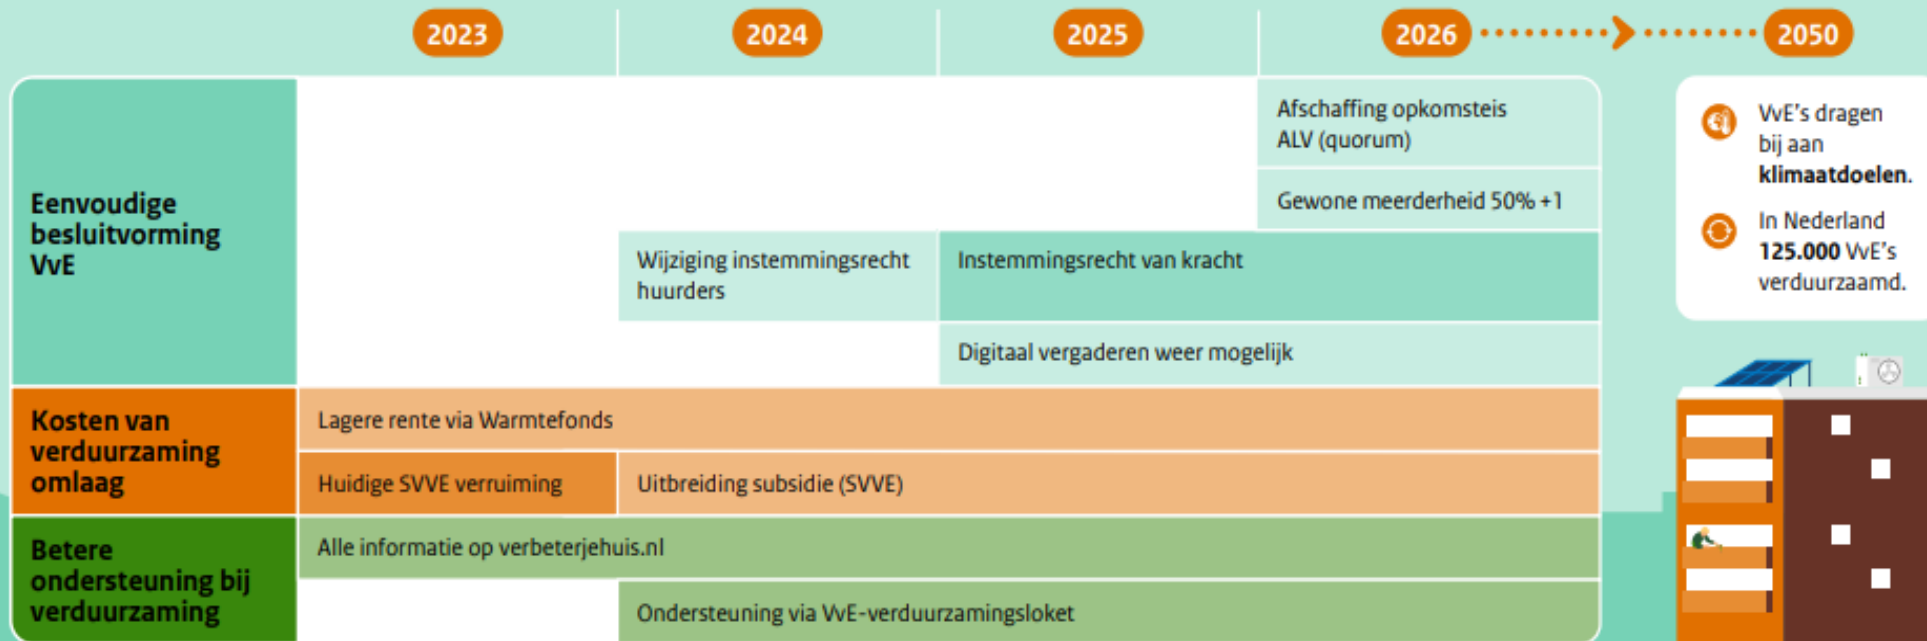 2023
2024
2025
2026
2050
Eenvoudige
besluitvorming
VvE
Afschaffing opkomsteis
ALV (quorum)
Gewone meerderheid 50% +1
Wijziging instemmingsrecht
huurders
Instemmingsrecht van kracht
Digitaal vergaderen weer mogelijk
Kosten van
verduurzaming
omlaag
Lagere rente via Warmtefonds
Huidige SVVE verruiming
Uitbreiding subsidie (SVVE)
Betere
ondersteuning bij
verduurzaming
Alle informatie op verbeterjehuis.nl
Ondersteuning via VvE-verduurzamingsloket
VvE's dragen
bij aan
klimaatdoelen.
In Nederland
125.000 VvE's
verduurzaamd.